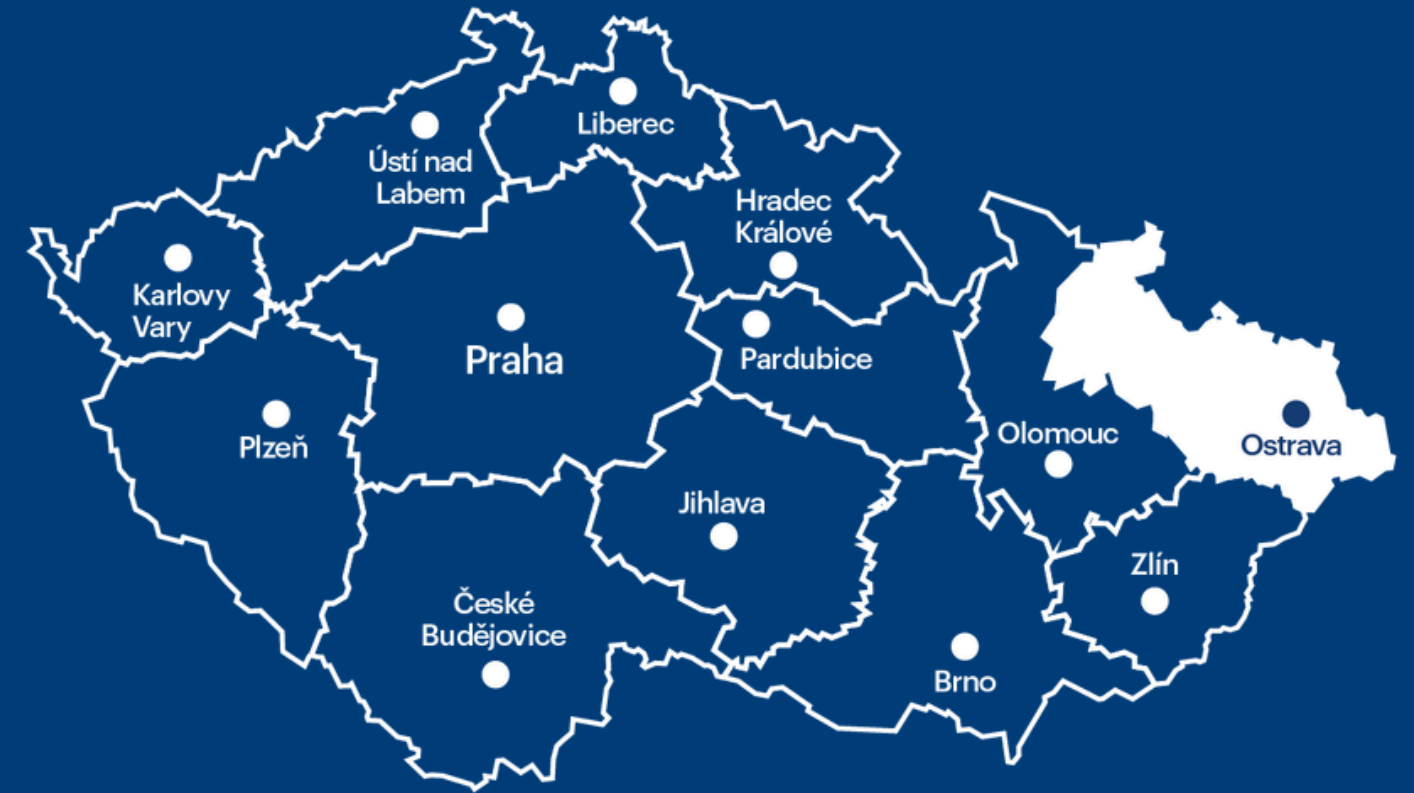 Liberec
Ústí nad
Labem
Hradec
Králové
Karlovy
Vary
Praha
Pardubice
Plzeň
Olomouc
Ostrava
Jihlava
Zlín
České
Budějovice
Brno